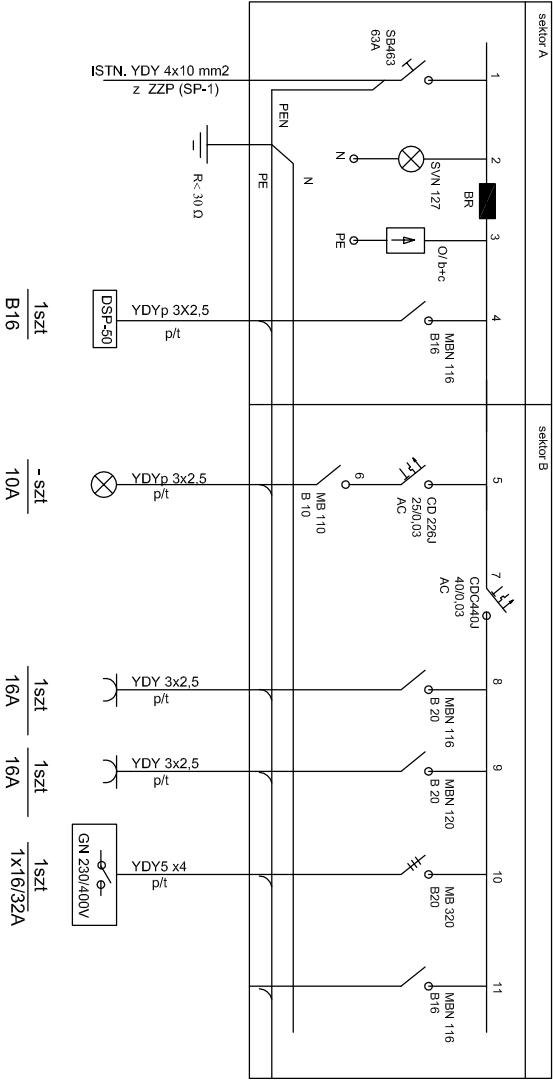 sektor A
sektor B
1
SB463
63A
ISTN. YDY 4x10 mm2
z ZZP (SP-1)
PEN
PE
N
R< 30 Ω
2
SVN 127
N
BR
3
O/ b+c
PE
4
MBN 116
B16
YDYp 3X2,5
p/t
DSP-50
1szt
B16
5
CD 226J
25/0,03
AC
6
MB 110
B 10
YDYp 3x2,5
p/t
- szt
10A
7
CDC440J
40/0,03
AC
8
MBN 116
B 20
YDY 3x2,5
p/t
1szt
16A
9
MBN 120
B 20
YDY 3x2,5
p/t
1szt
16A
10
MB 320
B20
YDY5 x4
p/t
GN 230/400V
1szt
1x16/32A
11
MBN 116
B16